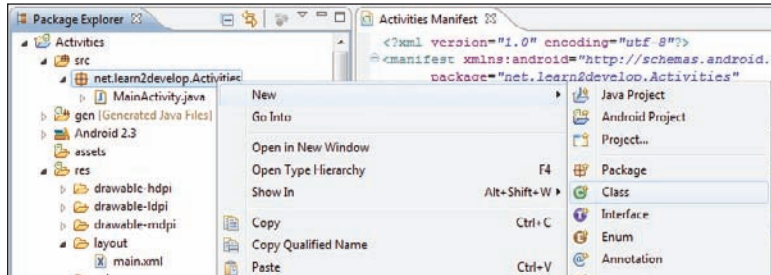 Package Explorer
Activities Manifest
Activities
src
net.learn2develop.Activities
MainActivity.java
gen [Generated Java Files]
Android 2.3
assets
res
drawable-hdpi
drawable-ldpi
drawable-mdpi
layout
main.xml
<?xml version="1.0" encoding="utf-8"?>
<manifest xmlns:android="http://schemas.android.
package="net.learn2develop.Activities"
New
Go Into
Open in New Window
Open Type Hierarchy F4
Show In Alt+Shift+W
Copy Ctrl+C
Copy Qualified Name
Paste Ctrl+V
Java Project
Android Project
Project...
Package
Class
Interface
Enum
Annotation